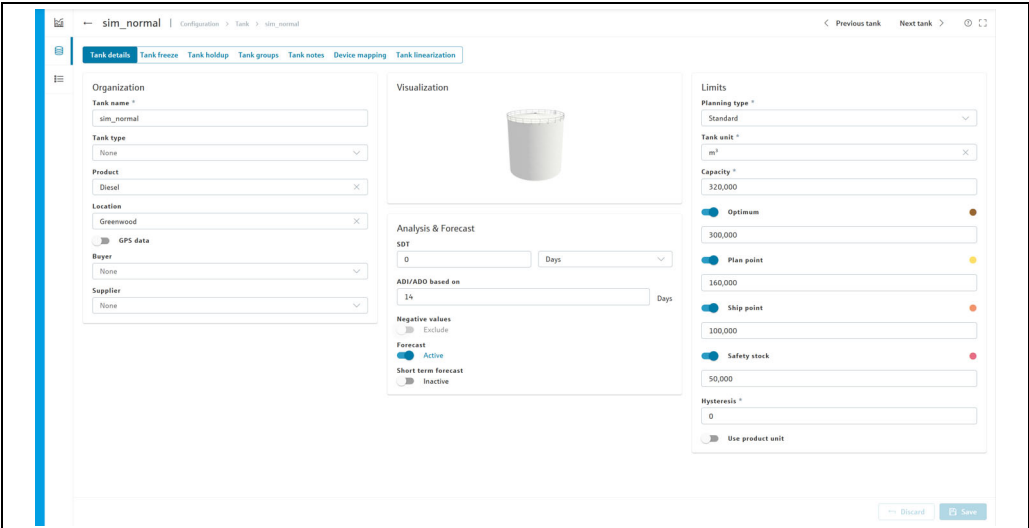 ← sim_normal | Configuration > Tank > sim_normal
< Previous tank Next tank >
Tank details Tank freeze Tank holdup Tank groups Tank notes Device mapping Tank linearization
Organization
Tank name *
sim_normal
Tank type
None
Product
Diesel
Location
Greenwood
GPS data
Buyer
None
Supplier
None
Visualization
Analysis & Forecast
SDT
0 Days
ADI/ADO based on
14 Days
Negative values
Exclude
Forecast
Active
Short term forecast
Inactive
Limits
Planning type *
Standard
Tank unit *
m³
Capacity *
320,000
Optimum
300,000
Plan point
160,000
Ship point
100,000
Safety stock
50,000
Hysteresis *
0
Use product unit
Discard Save